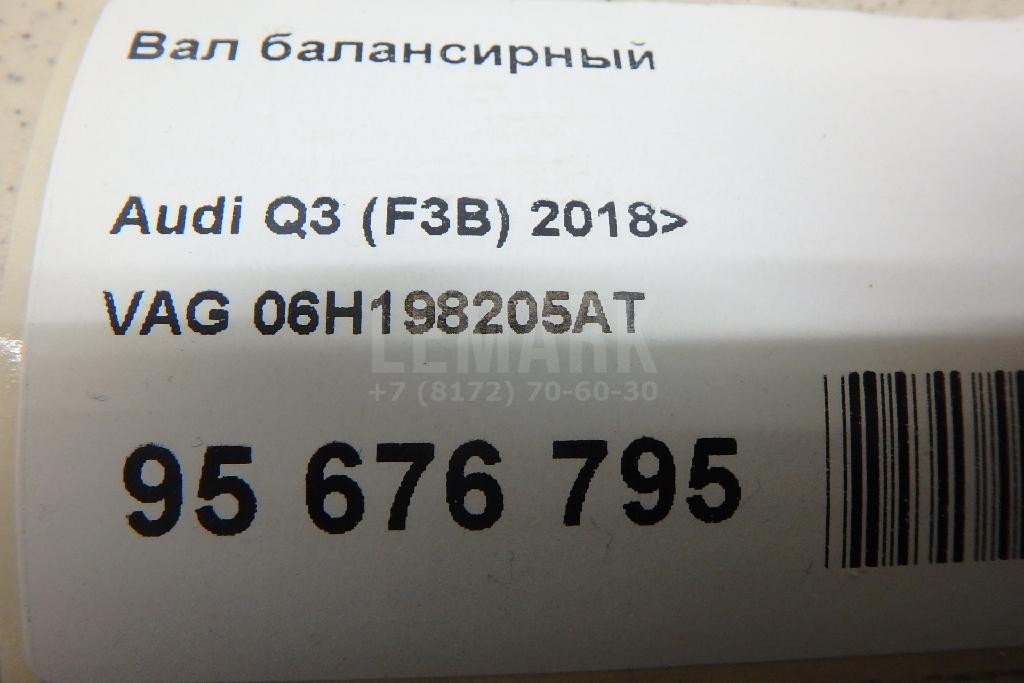 Вал балансирный
Audi Q3 (F3B) 2018>
VAG 06H198205AT
LEMARK
+7 (8172) 70-60-30
95 676 795